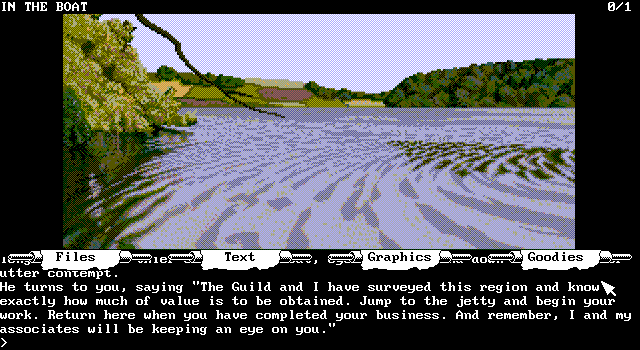 IN THE BOAT 0/1
Files Text Graphics Goodies
utter contempt.
He turns to you, saying "The Guild and I have surveyed this region and know
exactly how much of value is to be obtained. Jump to the jetty and begin your
work. Return here when you have completed your business. And remember, I and my
associates will be keeping an eye on you."
>